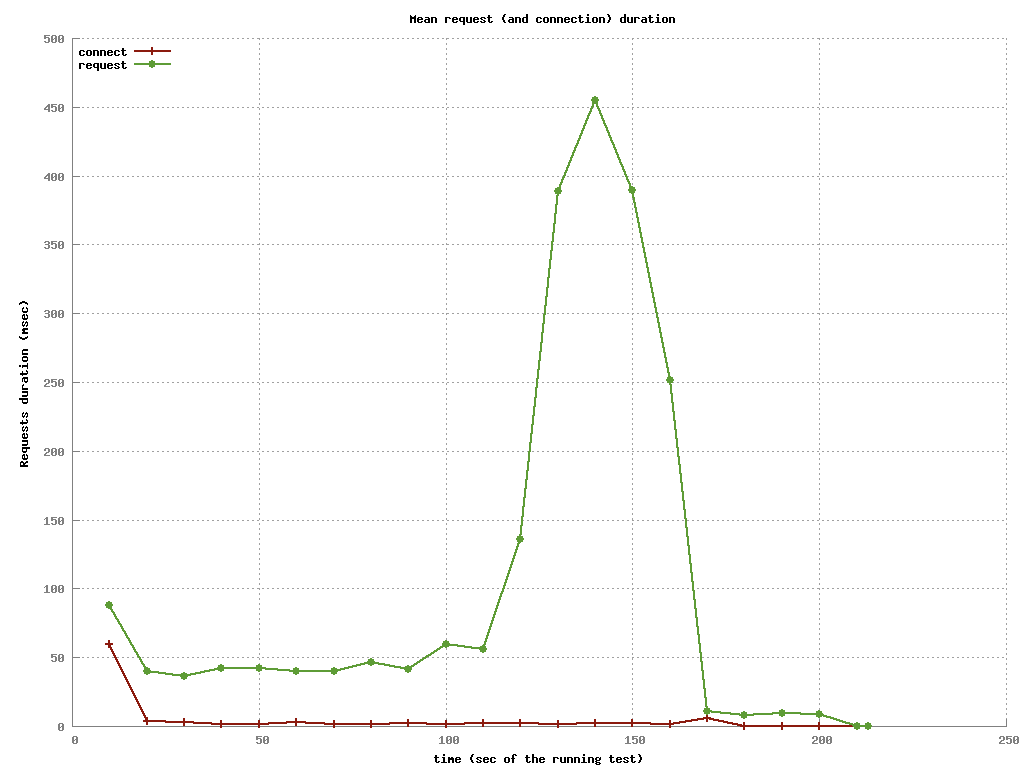 Mean request (and connection) duration
500
connect
request
450
400
350
300
250
200
150
100
50
0
Requests duration (msec)
0 50 100 150 200 250
time (sec of the running test)